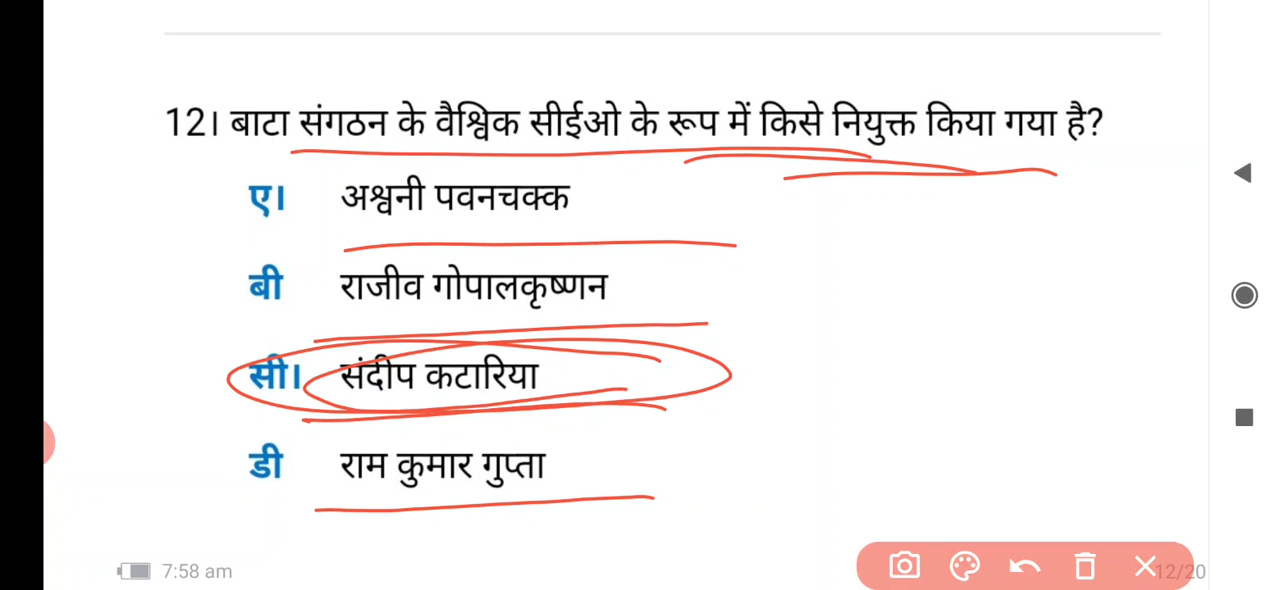 12। बाटा संगठन के वैश्विक सीईओ के रूप में किसे नियुक्त किया गया है?
ए। अश्वनी पवनचक्क
बी राजीव गोपालकृष्णन
सी। संदीप कटारिया
डी राम कुमार गुप्ता
7:58 am
12/20